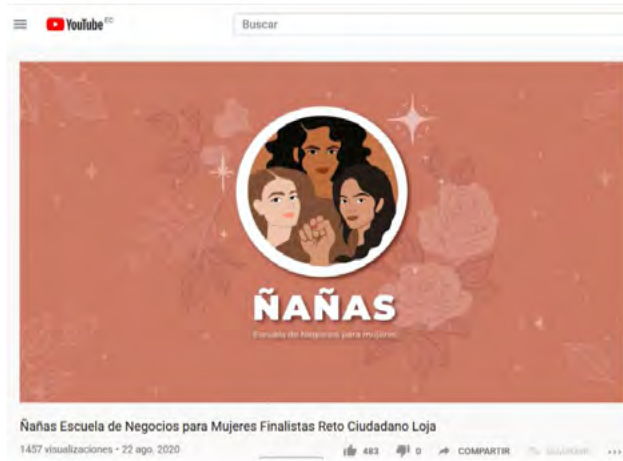 YouTube EC
Buscar
ÑAÑAS
Escuela de Negocios para mujeres
Ñañas Escuela de Negocios para Mujeres Finalistas Reto Ciudadano Loja
1457 visualizaciones • 22 ago. 2020
483 0 COMPARTIR